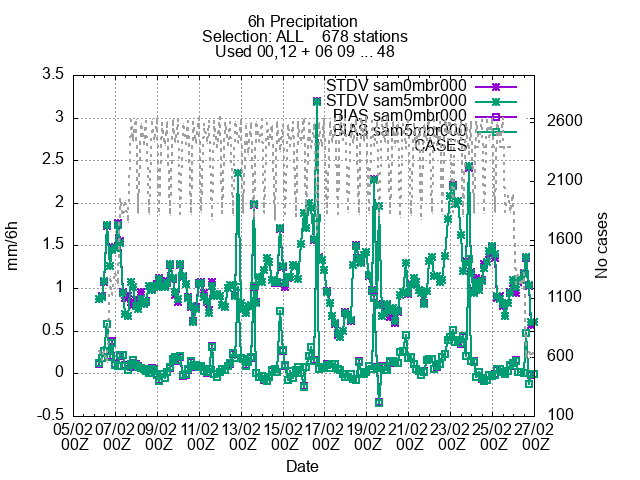 6h Precipitation
Selection: ALL 678 stations
Used 00,12 + 06 09 ... 48
3.5
3
2.5
2
1.5
1
0.5
0
-0.5
mm/6h
STDV sam0mbr000
STDV sam5mbr000
BIAS sam0mbr000
BIAS sam5mbr000
CASES
2600
2100
1600
1100
600
100
No cases
05/02 07/02 09/02 11/02 13/02 15/02 17/02 19/02 21/02 23/02 25/02 27/02
00Z 00Z 00Z 00Z 00Z 00Z 00Z 00Z 00Z 00Z 00Z 00Z
Date